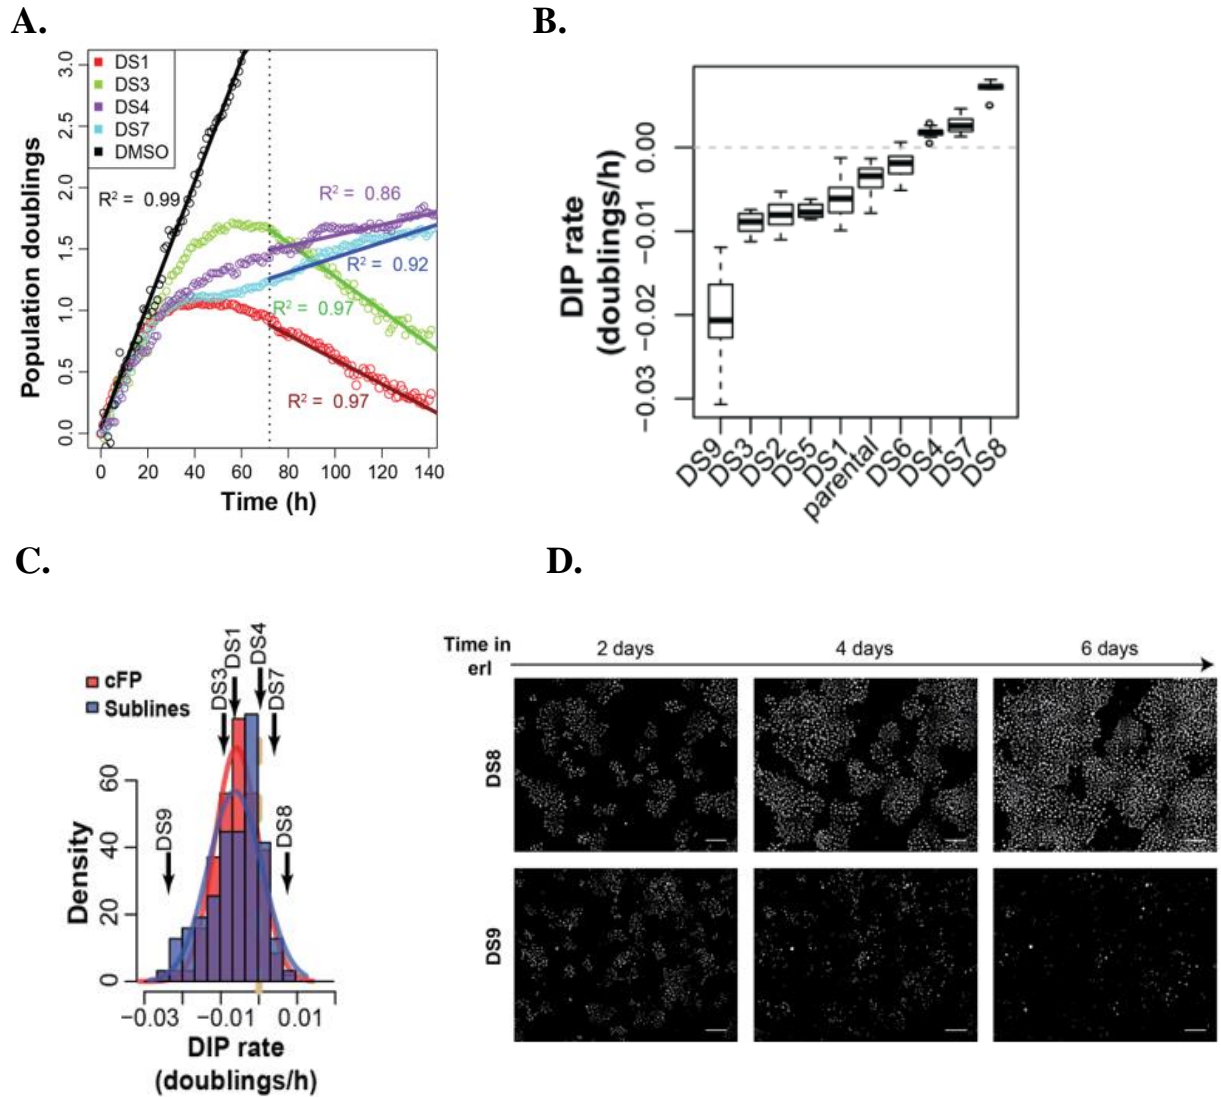 A.
B.
3.0
2.5
2.0
1.5
1.0
0.5
0.0
Population doublings
DS1
DS3
DS4
DS7
DMSO
R² = 0.99
R² = 0.86
R² = 0.92
R² = 0.97
R² = 0.97
0 20 40 60 80 100 120 140
Time (h)
DIP rate
(doublings/h)
0.00
−0.01
−0.02
−0.03
DS9 DS3 DS2 DS5 DS1 parental DS6 DS4 DS7 DS8
C.
D.
cFP
Sublines
DS9
DS3
DS1
DS4
DS7
DS8
Density
60
40
20
0
−0.03 −0.01 0.01
DIP rate
(doublings/h)
Time in
erl
2 days 4 days 6 days
DS8
DS9